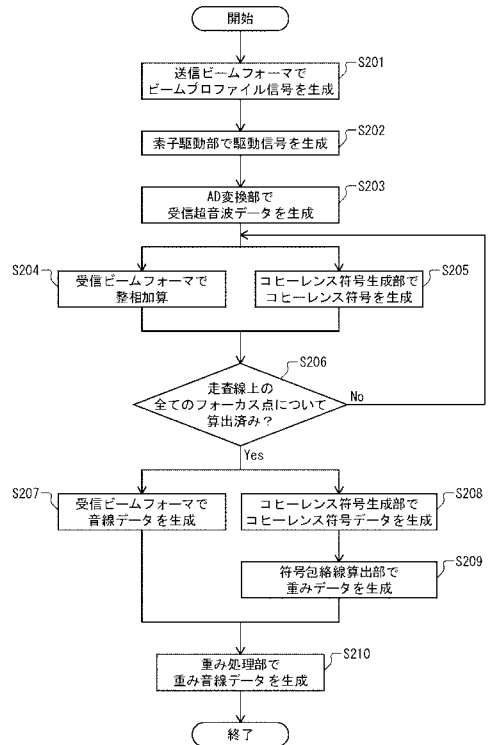 開始
S201
送信ビームフォーマで
ビームプロファイル信号を生成
S202
素子駆動部で駆動信号を生成
S203
AD変換部で
受信超音波データを生成
S204
受信ビームフォーマで
整相加算
S205
コヒーレンス符号生成部で
コヒーレンス符号を生成
S206
走査線上の
全てのフォーカス点について
算出済み？
No
Yes
S207
受信ビームフォーマで
音線データを生成
S208
コヒーレンス符号生成部で
コヒーレンス符号データを生成
S209
符号包絡線算出部で
重みデータを生成
S210
重み処理部で
重み音線データを生成
終了